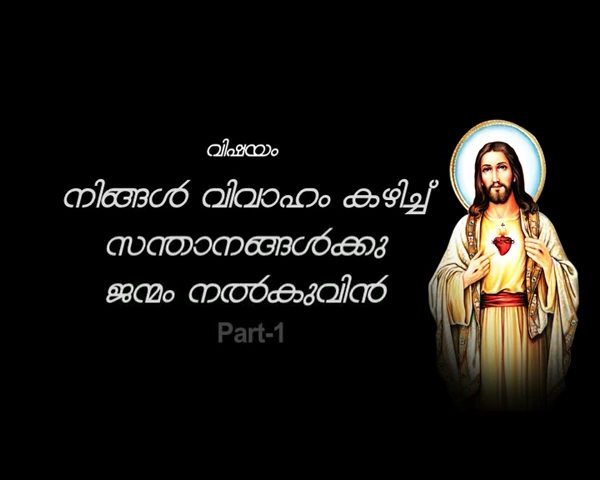 വിഷയം
നിങ്ങൾ വിവാഹം കഴിച്ച്
സന്താനങ്ങൾക്കു
ജന്മം നൽകുവിൻ
Part-1